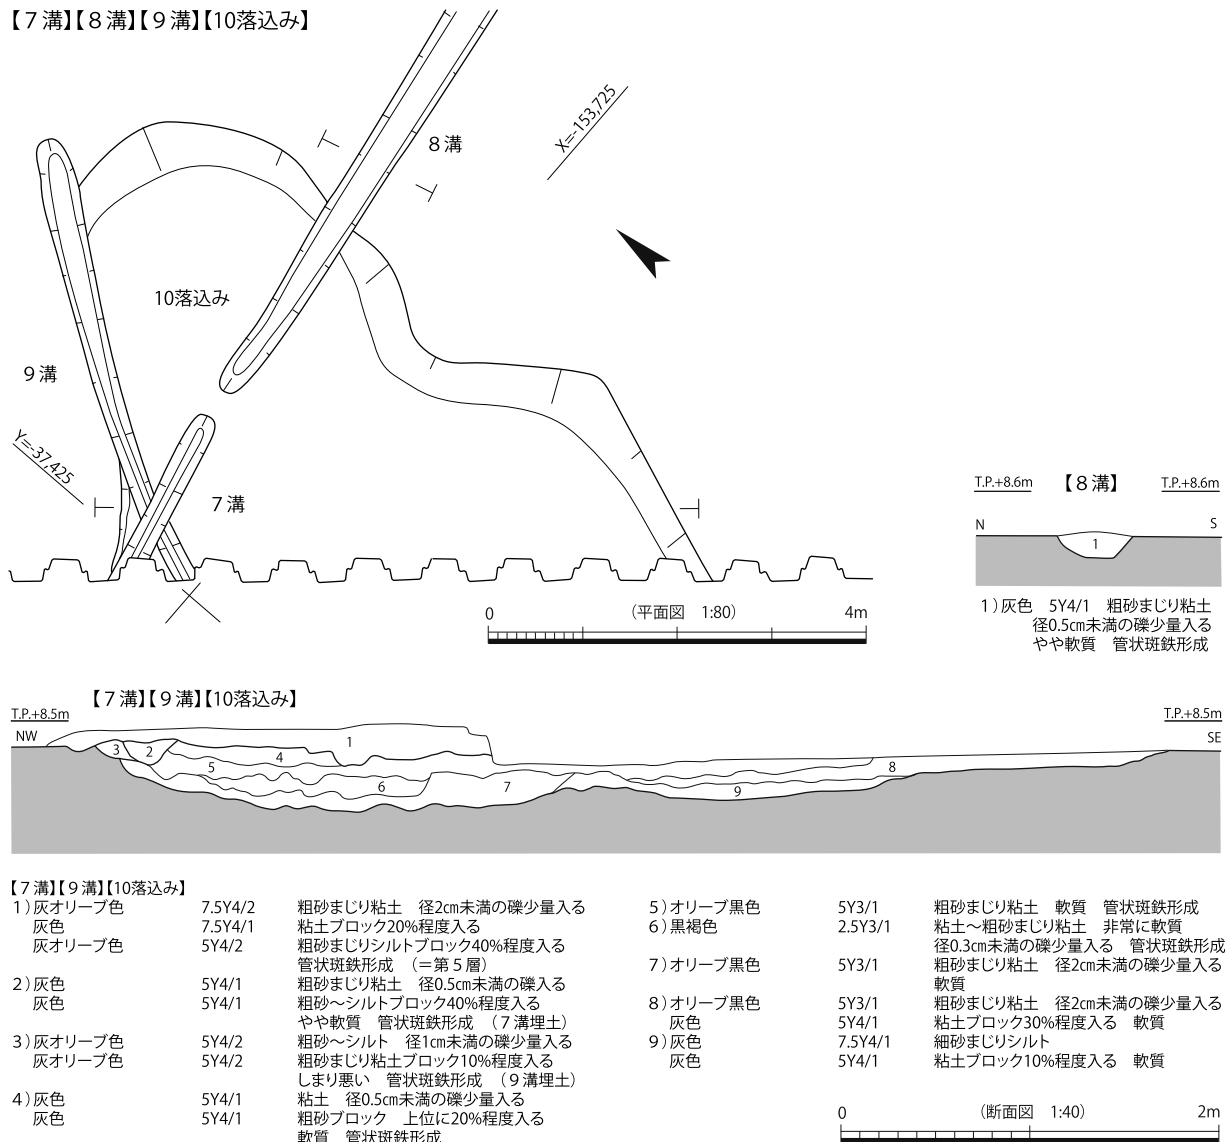 【７溝】【８溝】【９溝】【10落込み】
８溝
X=-153,725
10落込み
９溝
Y=-37,425
７溝
0 （平面図　1:80） 4m
T.P.+8.6m 【８溝】 T.P.+8.6m
N S
1
1）灰色　5Y4/1　粗砂まじり粘土
径0.5㎝未満の礫少量入る
やや軟質　管状斑鉄形成
【７溝】【９溝】【10落込み】
T.P.+8.5m T.P.+8.5m
NW SE
1
3 2 4
5 8
6 7 9
【７溝】【９溝】【10落込み】
1）灰オリーブ色 7.5Y4/2 粗砂まじり粘土　径2㎝未満の礫少量入る
灰色 7.5Y4/1 粘土ブロック20%程度入る
灰オリーブ色 5Y4/2 粗砂まじりシルトブロック40%程度入る
管状斑鉄形成　（＝第５層）
2）灰色 5Y4/1 粗砂まじり粘土　径0.5㎝未満の礫入る
灰色 5Y4/1 粗砂～シルトブロック40%程度入る
やや軟質　管状斑鉄形成　（７溝埋土）
3）灰オリーブ色 5Y4/2 粗砂～シルト　径1㎝未満の礫少量入る
灰オリーブ色 5Y4/2 粗砂まじり粘土ブロック10%程度入る
しまり悪い　管状斑鉄形成　（９溝埋土）
4）灰色 5Y4/1 粘土　径0.5㎝未満の礫少量入る
灰色 5Y4/1 粗砂ブロック　上位に20%程度入る
軟質　管状斑鉄形成
5）オリーブ黒色 5Y3/1 粗砂まじり粘土　軟質　管状斑鉄形成
6）黒褐色 2.5Y3/1 粘土～粗砂まじり粘土　非常に軟質
径0.3㎝未満の礫少量入る　管状斑鉄形成
7）オリーブ黒色 5Y3/1 粗砂まじり粘土　径2㎝未満の礫少量入る
軟質
8）オリーブ黒色 5Y3/1 粗砂まじり粘土　径2㎝未満の礫少量入る
灰色 5Y4/1 粘土ブロック30%程度入る　軟質
9）灰色 7.5Y4/1 細砂まじりシルト
灰色 5Y4/1 粘土ブロック10%程度入る　軟質
0 （断面図　1:40） 2m